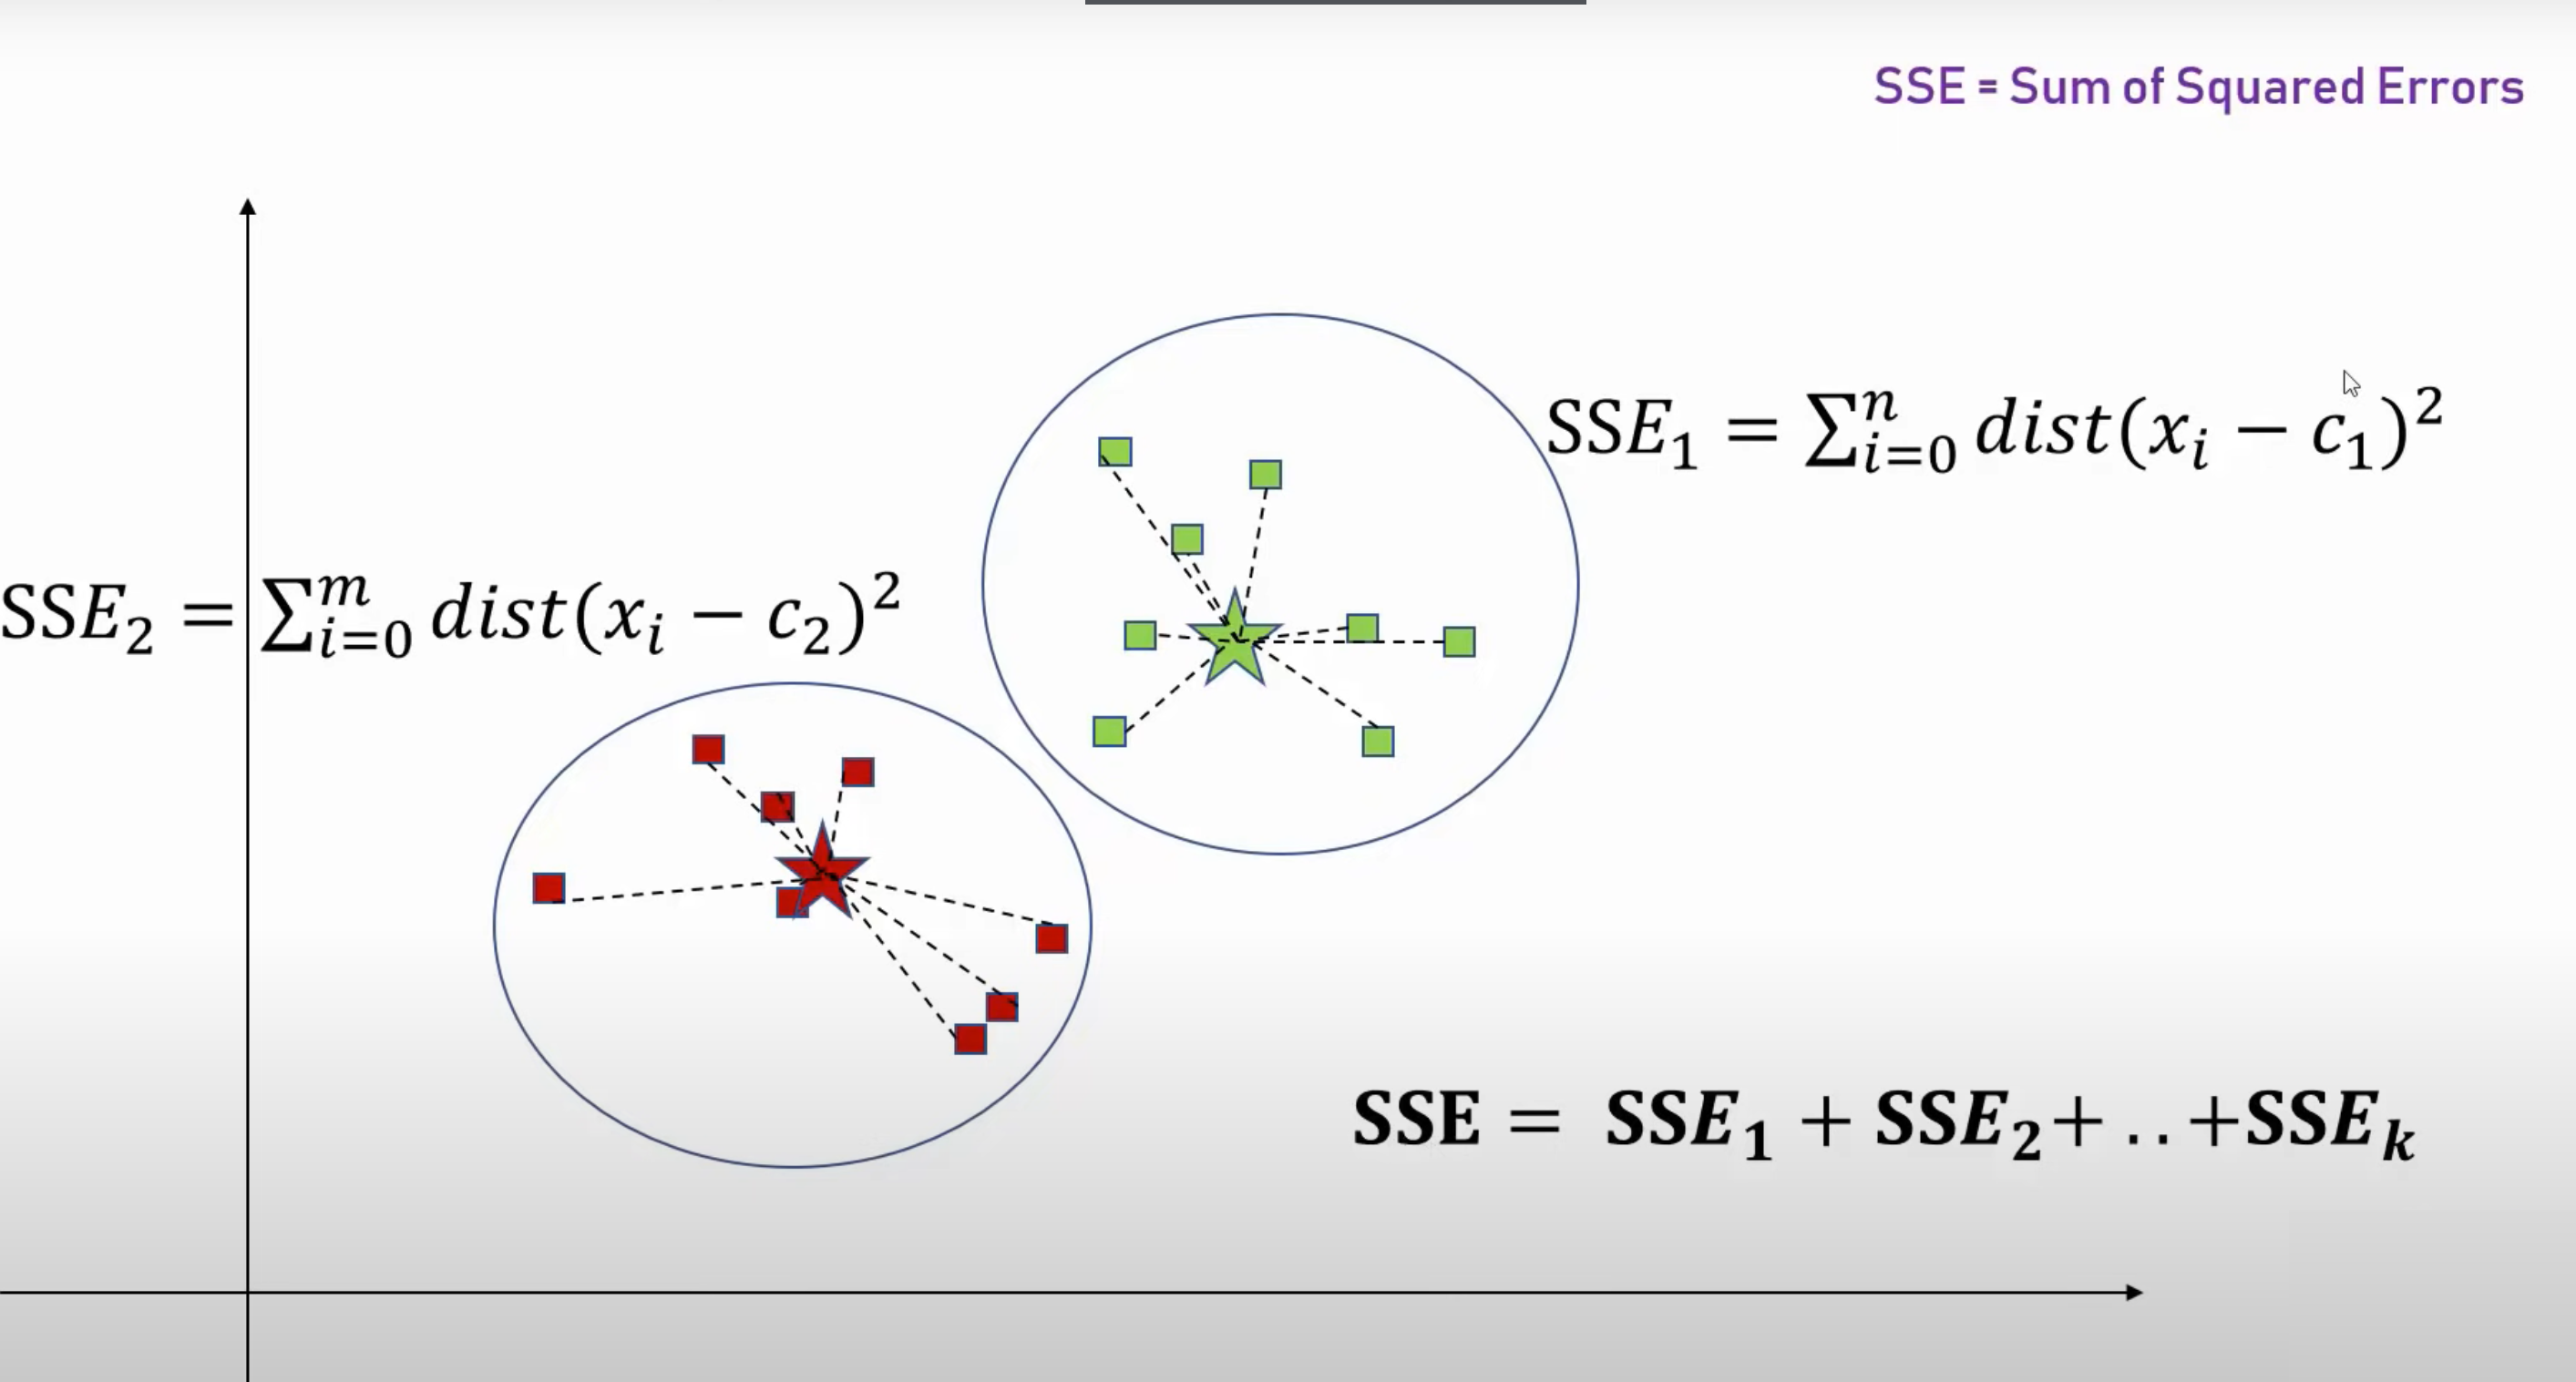 SSE = Sum of Squared Errors
SSE₁ = ∑ⁿᵢ₌₀ dist(xᵢ − c₁)²
SSE₂ = ∑ᵐᵢ₌₀ dist(xᵢ − c₂)²
SSE = SSE₁ + SSE₂+ . . +SSEₖ